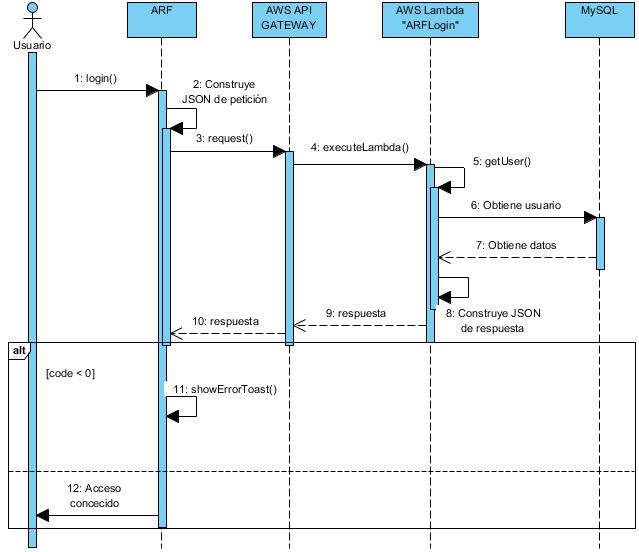 ARF
AWS API
GATEWAY
AWS Lambda
"ARFLogin"
MySQL
Usuario
1: login()
2: Construye
JSON de petición
3: request()
4: executeLambda()
5: getUser()
6: Obtiene usuario
7: Obtiene datos
8: Construye JSON
de respuesta
9: respuesta
10: respuesta
alt
[code < 0]
11: showErrorToast()
12: Acceso
concecido